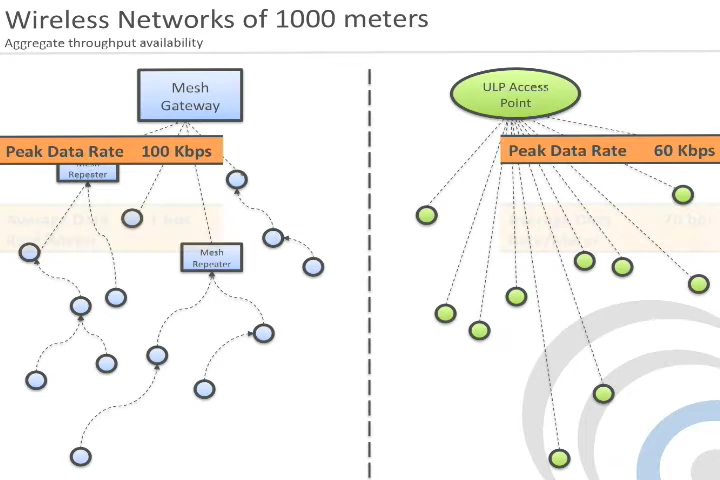 Wireless Networks of 1000 meters
Aggregate throughput availability
Mesh
Gateway
ULP Access
Point
Peak Data Rate 100 Kbps
Peak Data Rate 60 Kbps
Repeater
Mesh
Repeater